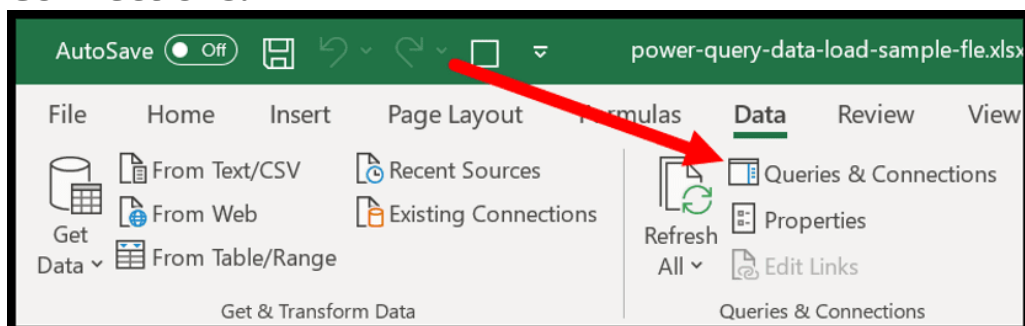 AutoSave Off power-query-data-load-sample-fle.xlsx
File Home Insert Page Layout Formulas Data Review View
From Text/CSV
From Web
From Table/Range
Get
Data
Recent Sources
Existing Connections
Get & Transform Data
Refresh
All
Queries & Connections
Properties
Edit Links
Queries & Connections